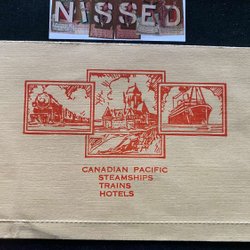 NISSED
CANADIAN PACIFIC
STEAMSHIPS
TRAINS
HOTELS